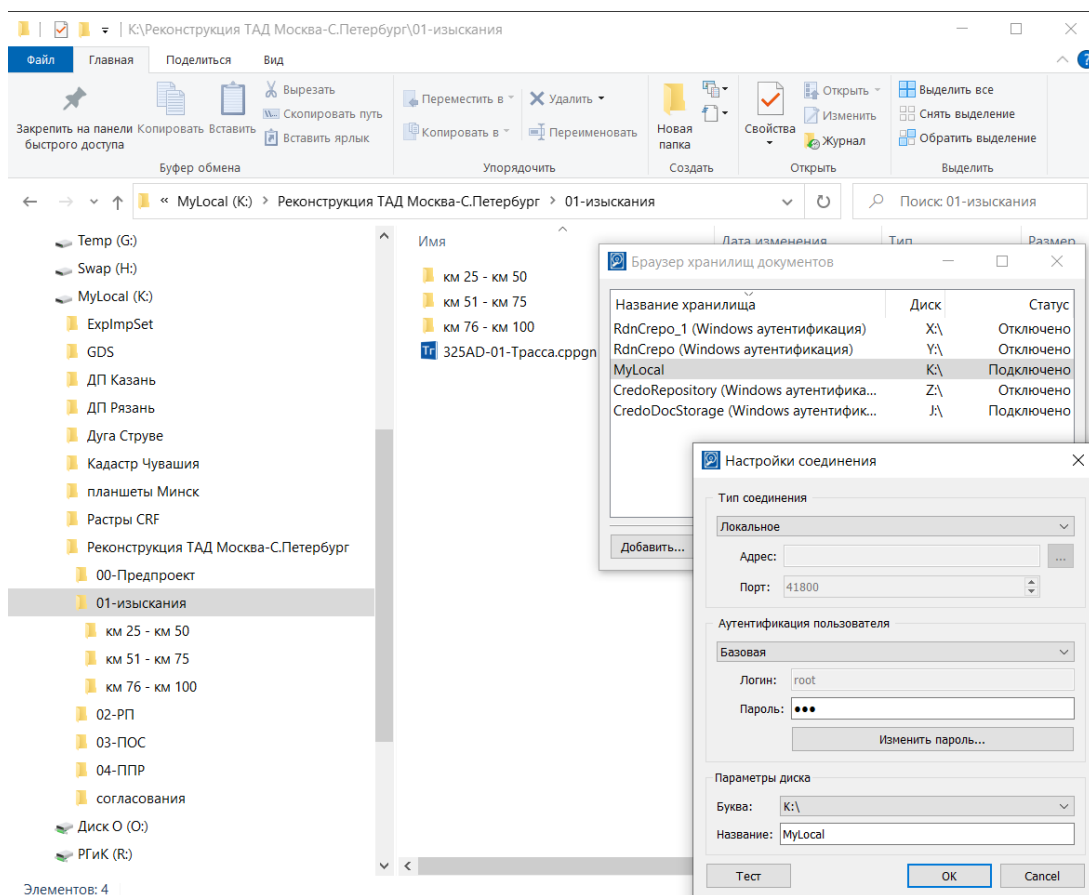 К:\Реконструкция ТАД Москва-С.Петербург\01-изыскания
Файл Главная Поделиться Вид
Закрепить на панели быстрого доступа
Копировать
Вставить
Вырезать
Скопировать путь
Вставить ярлык
Буфер обмена
Переместить в
Копировать в
Удалить
Переименовать
Упорядочить
Новая папка
Создать
Свойства
Открыть
Изменить
Журнал
Открыть
Выделить все
Снять выделение
Обратить выделение
Выделить
« MyLocal (K:) > Реконструкция ТАД Москва-С.Петербург > 01-изыскания
Поиск: 01-изыскания
Temp (G:)
Swap (H:)
MyLocal (K:)
ExpImpSet
GDS
ДП Казань
ДП Рязань
Дуга Струве
Кадастр Чувашия
планшеты Минск
Растры CRF
Реконструкция ТАД Москва-С.Петербург
00-Предпроект
01-изыскания
км 25 - км 50
км 51 - км 75
км 76 - км 100
02-РП
03-ПОС
04-ППР
согласования
Диск O (O:)
РГиК (R:)
Элементов: 4
Имя Дата изменения Тип Размер
км 25 - км 50
км 51 - км 75
км 76 - км 100
Tr 325AD-01-Трасса.cppgn
Браузер хранилищ документов
Название хранилища Диск Статус
RdnCrepo_1 (Windows аутентификация) X:\ Отключено
RdnCrepo (Windows аутентификация) Y:\ Отключено
MyLocal K:\ Подключено
CredoRepository (Windows аутентифика... Z:\ Отключено
CredoDocStorage (Windows аутентифик... J:\ Подключено
Добавить...
Настройки соединения
Тип соединения
Локальное
Адрес:
...
Порт: 41800
Аутентификация пользователя
Базовая
Логин: root
Пароль: ●●●
Изменить пароль...
Параметры диска
Буква: K:\
Название: MyLocal
Тест OK Cancel